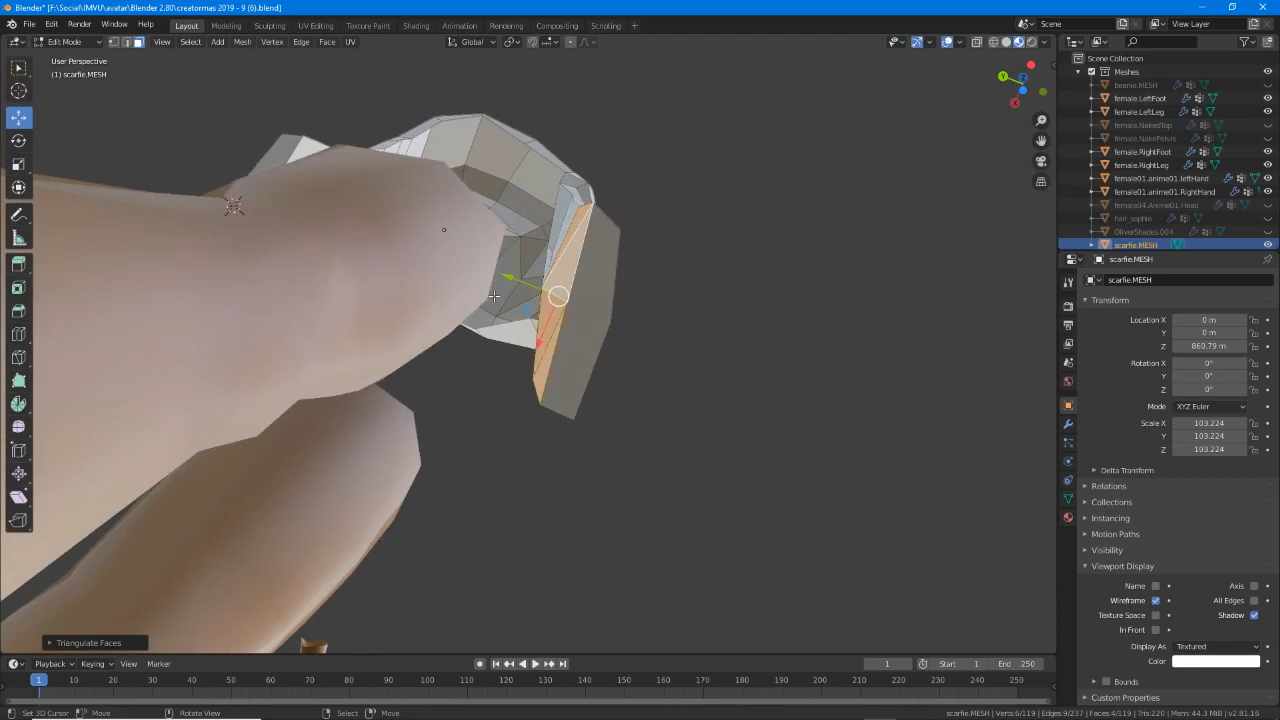 Blender* [F:\Social\IMVU\avatar\Blender 2.80\creatormas 2019 - 9 (6).blend]
File Edit Render Window Help Layout Modeling Sculpting UV Editing Texture Paint Shading Animation Rendering Compositing Scripting + Scene View Layer
Edit Mode View Select Add Mesh Vertex Edge Face UV Global
User Perspective
(1) scarfie.MESH
Scene Collection
Meshes
beanie.MESH
female.LeftFoot
female.LeftLeg
female.NakedTop
female.NakePelvis
female.RightFoot
female.RightLeg
female01.anime01.leftHand
female01.anime01.RightHand
female04.Anime01.Head
hair_sophie
OliverShades.004
scarfie.MESH
scarfie.MESH
scarfie.MESH
Transform
Location X 0 m
Y 0 m
Z 860.79 m
Rotation X 0°
Y 0°
Z 0°
Mode XYZ Euler
Scale X 103.224
Y 103.224
Z 103.224
Delta Transform
Relations
Collections
Instancing
Motion Paths
Visibility
Viewport Display
Name Axis
Wireframe All Edges
Texture Space Shadow
In Front
Display As Textured
Color
Bounds
Custom Properties
Triangulate Faces
Playback Keying View Marker 1 Start 1 End 250
1 10 20 30 40 50 60 70 80 90 100 110 120 130 140 150 160 170 180 190 200 210 220 230 240 250
Set 3D Cursor Move Rotate View Select Move scarfie.MESH | Verts:6/119 | Edges:9/237 | Faces:4/119 | Tris:220 | Mem: 44.3 MiB | v2.81.16